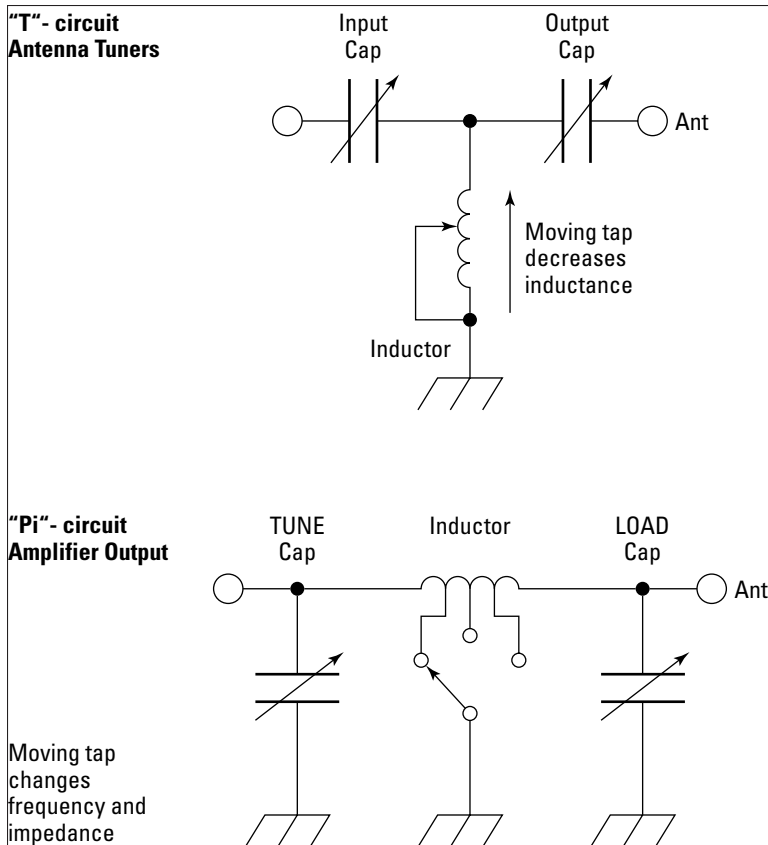 "T"- circuit
Antenna Tuners
Input
Cap
Output
Cap
Ant
Moving tap
decreases
inductance
Inductor
"Pi"- circuit
Amplifier Output
TUNE
Cap
Inductor
LOAD
Cap
Ant
Moving tap
changes
frequency and
impedance